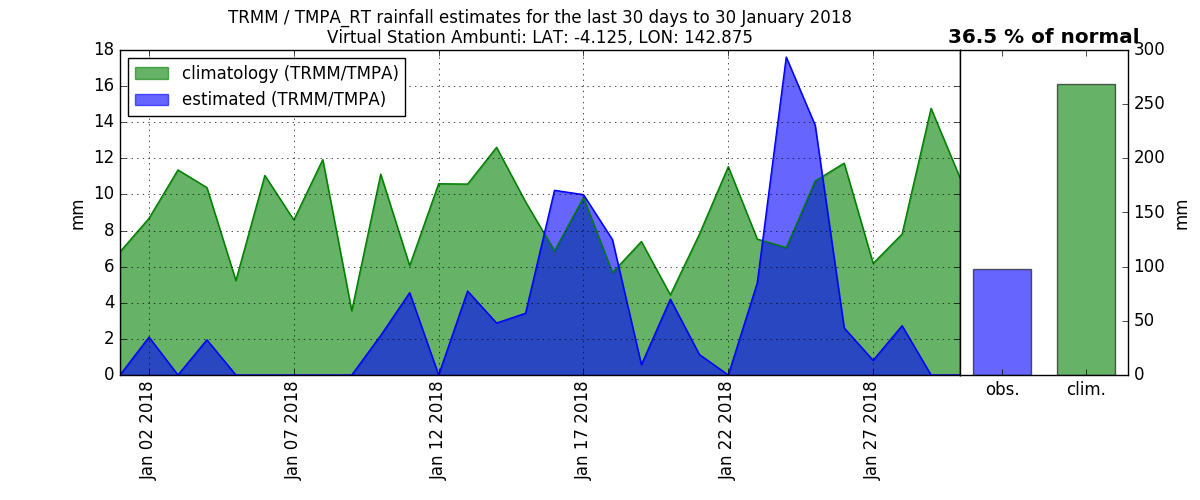 TRMM / TMPA_RT rainfall estimates for the last 30 days to 30 January 2018
Virtual Station Ambunti: LAT: -4.125, LON: 142.875
36.5 % of normal
climatology (TRMM/TMPA)
estimated (TRMM/TMPA)
mm
18
16
14
12
10
8
6
4
2
0
Jan 02 2018
Jan 07 2018
Jan 12 2018
Jan 17 2018
Jan 22 2018
Jan 27 2018
300
250
200
150
100
50
0
mm
obs.
clim.